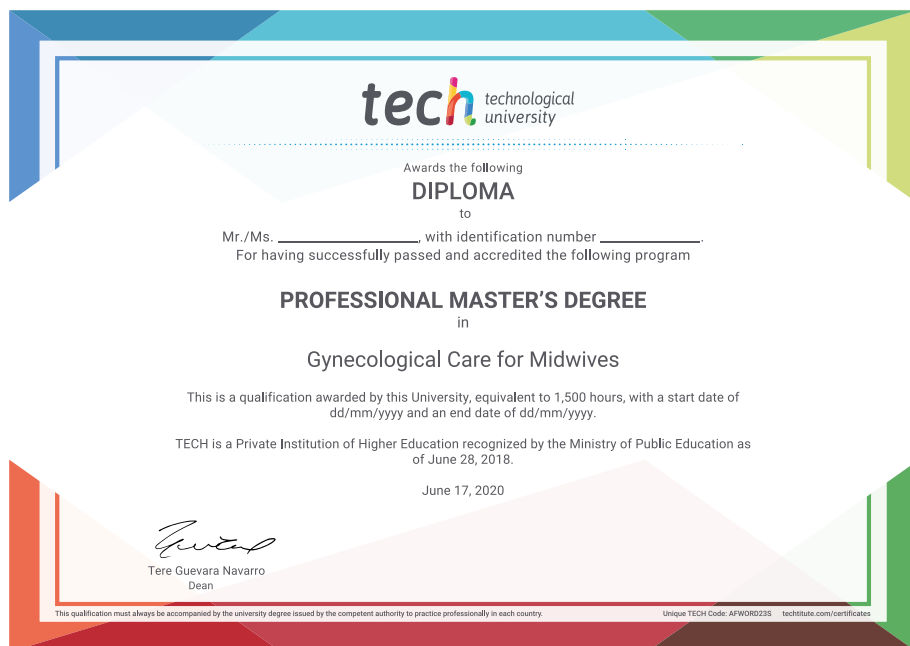 tech technological
university
Awards the following
DIPLOMA
to
Mr./Ms. ____________________, with identification number ______________.
For having successfully passed and accredited the following program
PROFESSIONAL MASTER'S DEGREE
in
Gynecological Care for Midwives
This is a qualification awarded by this University, equivalent to 1,500 hours, with a start date of
dd/mm/yyyy and an end date of dd/mm/yyyy.
TECH is a Private Institution of Higher Education recognized by the Ministry of Public Education as
of June 28, 2018.
June 17, 2020
Tere Guevara Navarro
Dean
This qualification must always be accompanied by the university degree issued by the competent authority to practice professionally in each country. Unique TECH Code: AFWORD23S techtitute.com/certificates